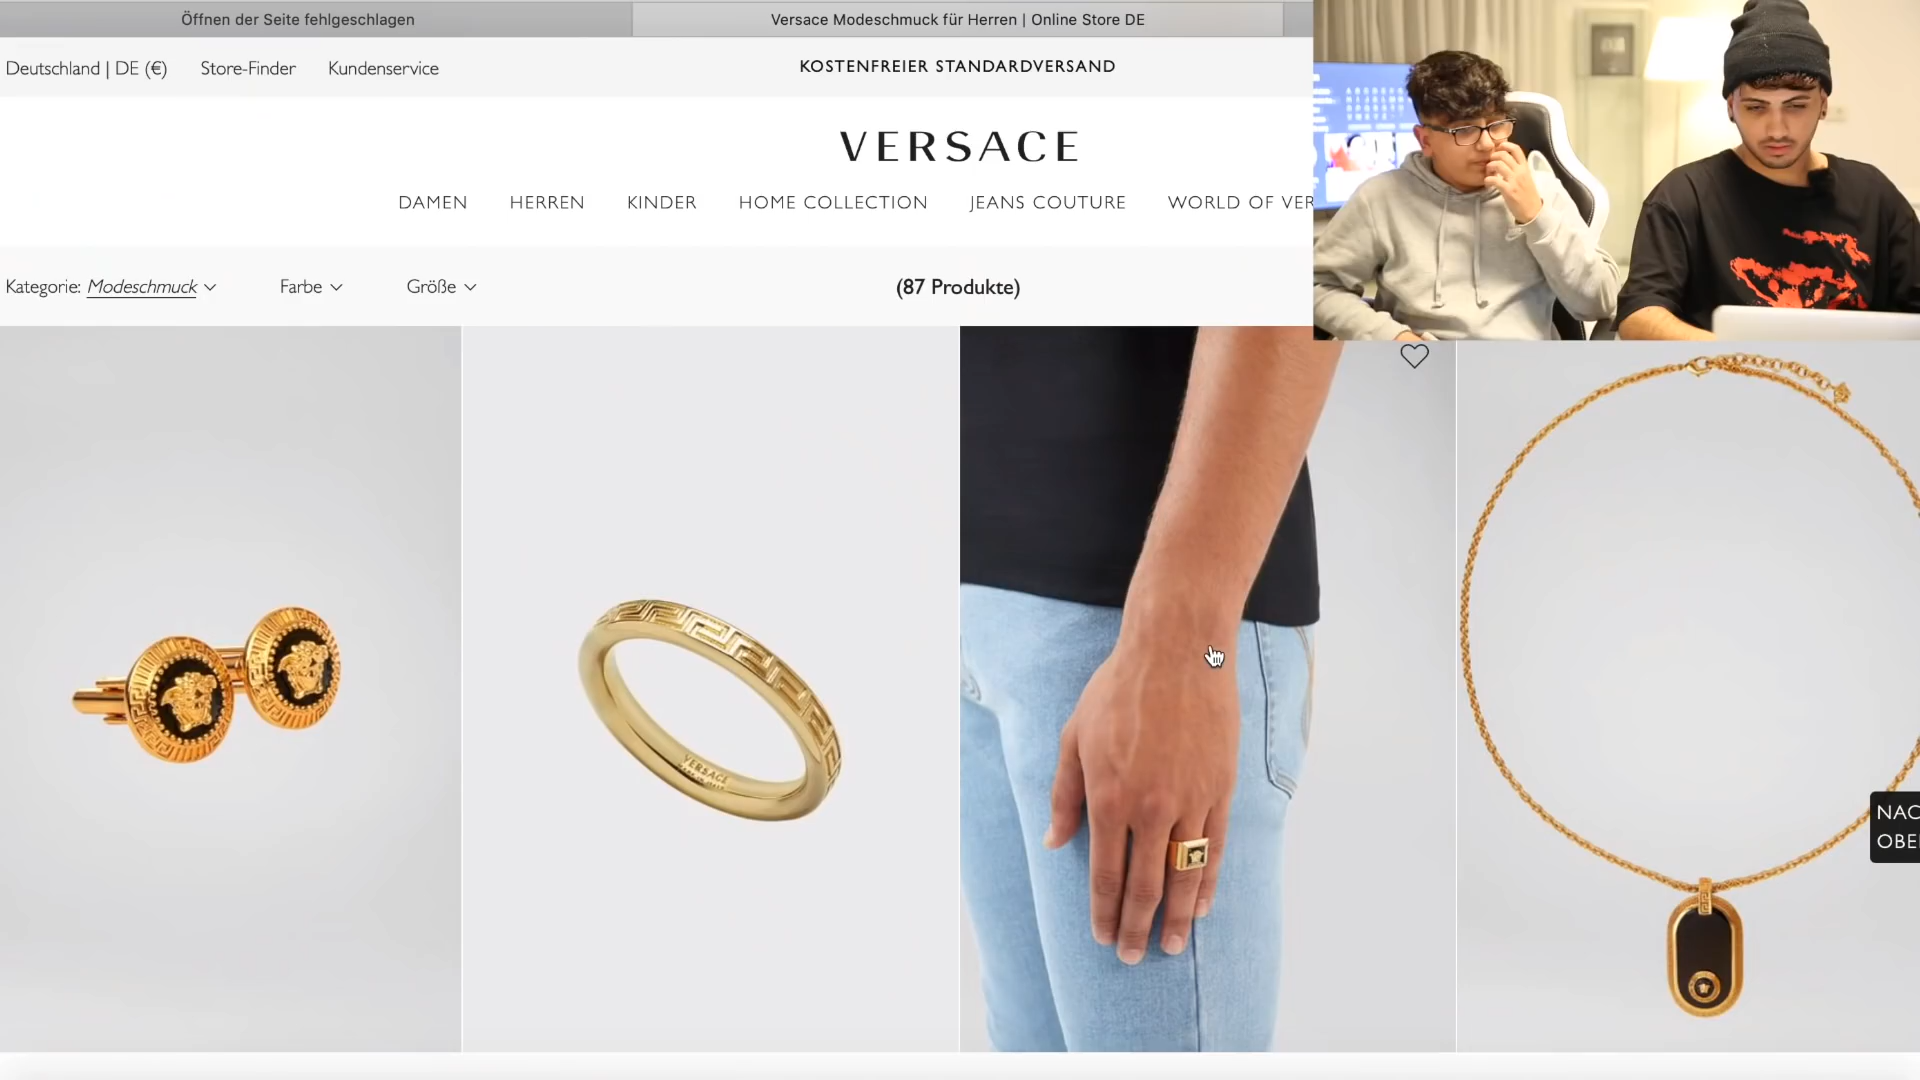 Öffnen der Seite fehlgeschlagen
Versace Modeschmuck für Herren | Online Store DE
Deutschland | DE (€) Store-Finder Kundenservice
KOSTENFREIER STANDARDVERSAND
VERSACE
DAMEN HERREN KINDER HOME COLLECTION JEANS COUTURE WORLD OF VER
Kategorie: Modeschmuck Farbe Größe (87 Produkte)
VERSACE
NAC
OBE